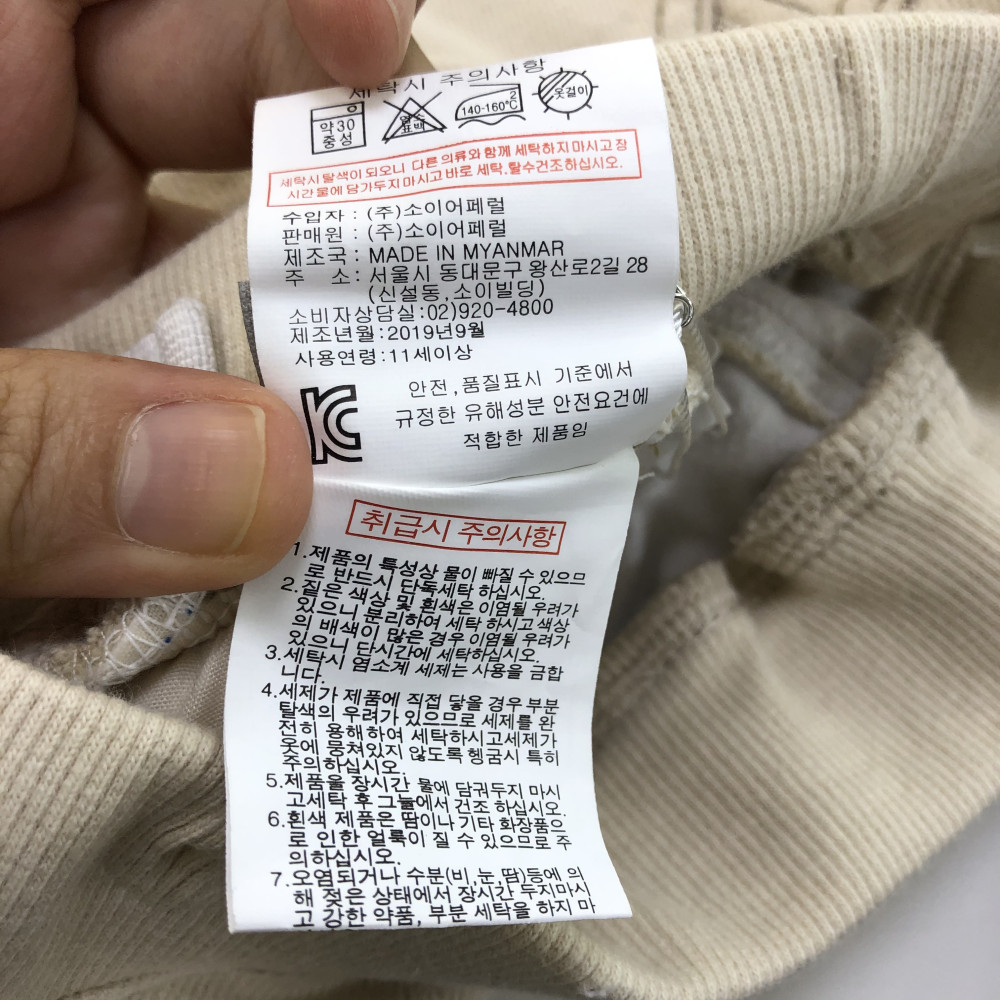 세탁시 주의사항
약30 중성
염소 표백
2
140-160℃
옷걸이
세탁시 탈색이 되오니 다른 의류와 함께 세탁하지 마시고 장
시간 물에 담가두지 마시고 바로 세탁,탈수건조 하십시오.
수입자 : (주)소이어페럴
판매원 : (주)소이어페럴
제조국 : MADE IN MYANMAR
주 소 : 서울시 동대문구 왕산로2길 28
(신설동,소이빌딩)
소비자상담실:02)920-4800
제조년월:2019년9월
사용연령:11세이상
안전,품질표시 기준에서
규정한 유해성분 안전요건에
적합한 제품임
취급시 주의사항
1.제품의 특성상 물이 빠질 수 있으므
로 반드시 단독세탁 하십시오.
2.짙은 색상 및 흰색은 이염될 우려가
있으니 분리하여 세탁 하시고 색상
의 배색이 많은 경우 이염될 우려가
있으니 단시간에 세탁하십시오.
3.세탁시 염소계 세제는 사용을 금합
니다.
4.세제가 제품에 직접 닿을 경우 부분
탈색의 우려가 있으므로 세제를 완
전히 용해하여 세탁하시고세제가
옷에 뭉쳐있지 않도록 헹굼시 특히
주의하십시오.
5.제품을 장시간 물에 담궈두지 마시
고세탁 후 그늘에서 건조 하십시오.
6.흰색 제품은 땀이나 기타 화장품으
로 인한 얼룩이 질 수 있으므로 주
의하십시오.
7.오염되거나 수분(비,눈,땀)등에 의
해 젖은 상태에서 장시간 두지마시
고 강한 약품, 부분 세탁을 하지 마